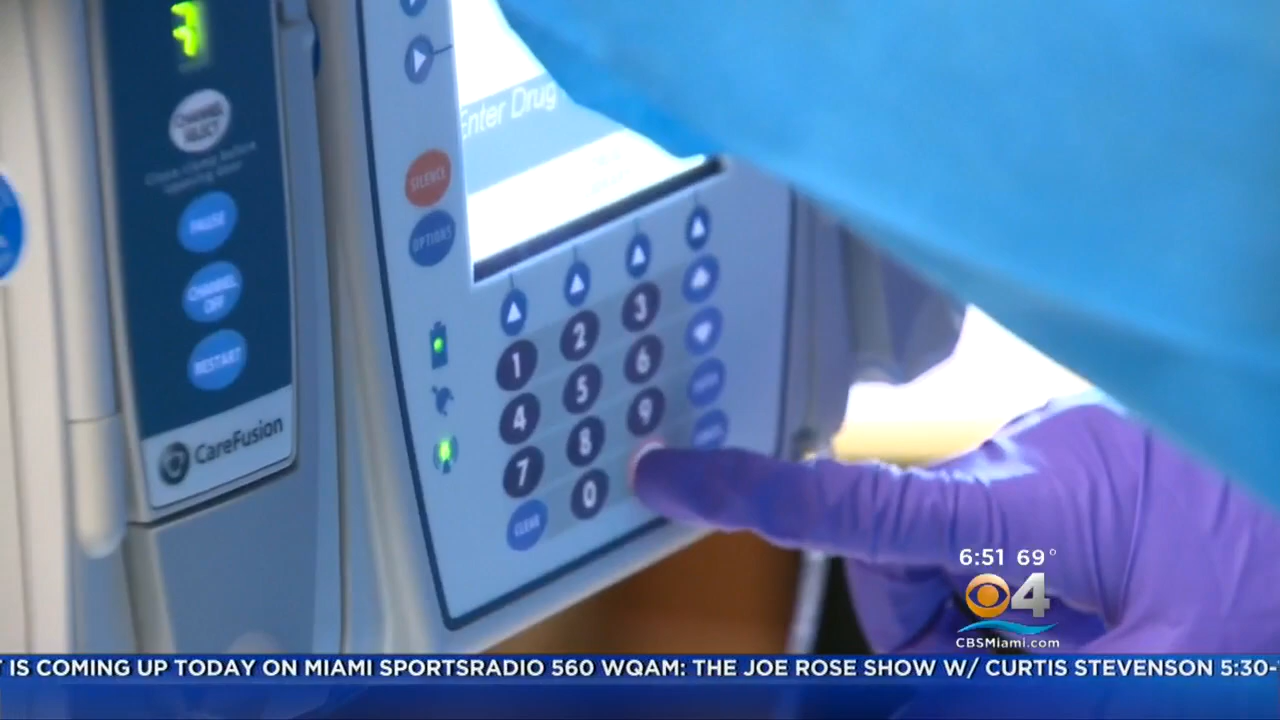 CHANNEL
SELECT
PAUSE
CHANNEL
OFF
RESTART
CareFusion
Enter Drug
SILENCE
OPTIONS
1 2 3
4 5 6
7 8 9
CLEAR 0
6:51 69°
4
CBSMiami.com
T IS COMING UP TODAY ON MIAMI SPORTSRADIO 560 WQAM: THE JOE ROSE SHOW W/ CURTIS STEVENSON 5:30-